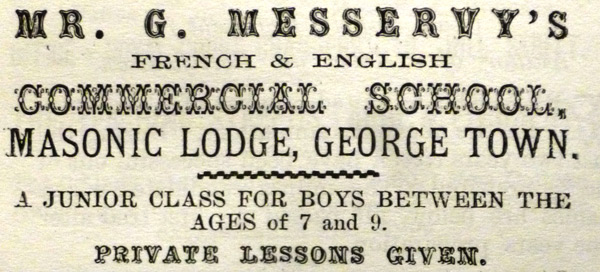 MR. G. MESSERVY'S
FRENCH & ENGLISH
COMMERCIAL SCHOOL,
MASONIC LODGE, GEORGE TOWN.
A JUNIOR CLASS FOR BOYS BETWEEN THE
AGES of 7 and 9.
PRIVATE LESSONS GIVEN.